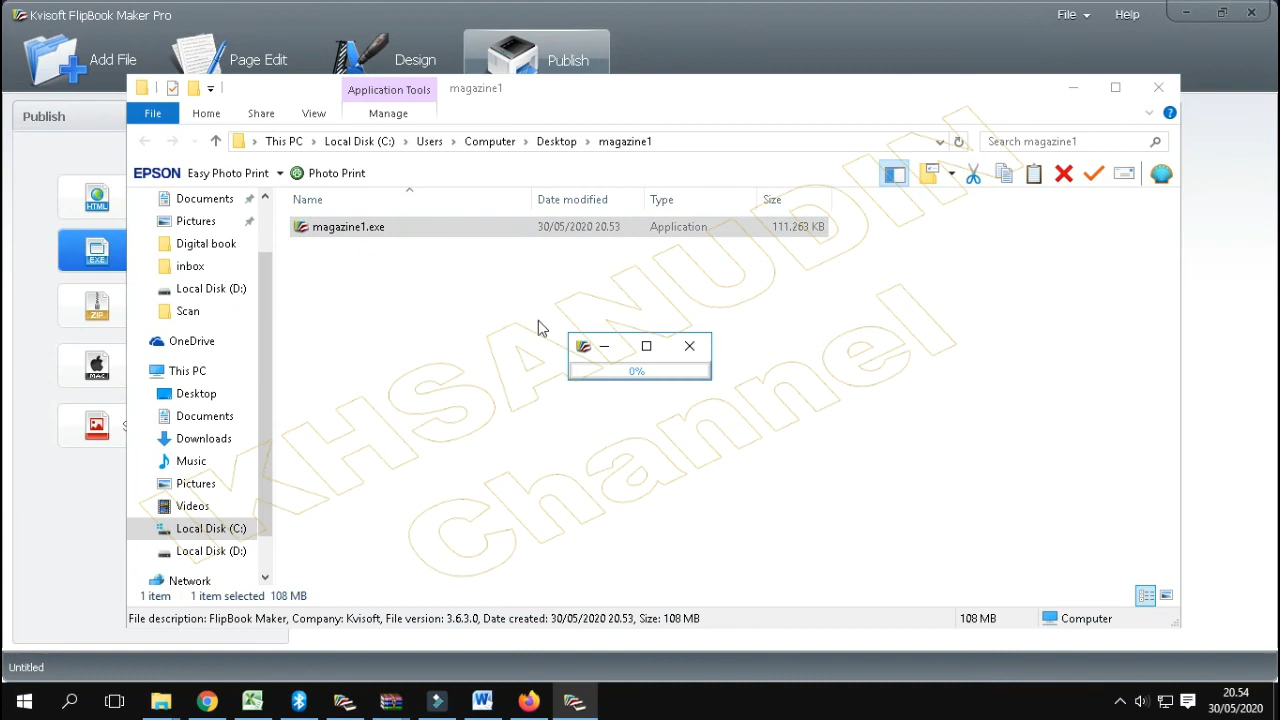 Kvisoft FlipBook Maker Pro
File
Help
Add File
Page Edit
Design
Publish
Publish
Application Tools
magazine1
File
Home
Share
View
Manage
This PC > Local Disk (C:) > Users > Computer > Desktop > magazine1
Search magazine1
EPSON Easy Photo Print Photo Print
Name
Date modified
Type
Size
magazine1.exe
30/05/2020 20.53
Application
111.263 KB
Documents
Pictures
Digital book
inbox
Local Disk (D:)
Scan
OneDrive
This PC
Desktop
Documents
Downloads
Music
Pictures
Videos
Local Disk (C:)
Local Disk (D:)
Network
HTML
EXE
ZIP
MAC
0%
IKHSANUDIN
Channel
1 item
1 item selected 108 MB
File description: FlipBook Maker, Company: Kvisoft, File version: 3.6.3.0, Date created: 30/05/2020 20.53, Size: 108 MB
108 MB
Computer
Untitled
20.54
30/05/2020